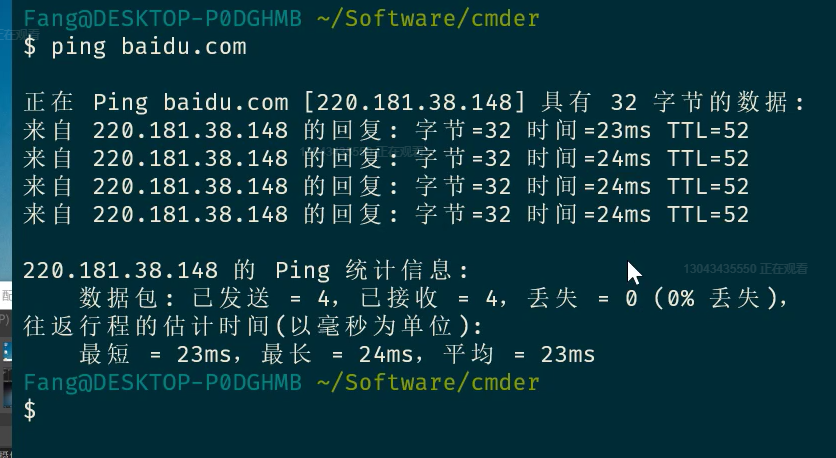 Fang@DESKTOP-P0DGHMB ~/Software/cmder
正在观看
$ ping baidu.com
正在 Ping baidu.com [220.181.38.148] 具有 32 字节的数据:
来自 220.181.38.148 的回复: 字节=32 时间=23ms TTL=52
来自 220.181.38.148 的回复: 字节=32 时间=24ms TTL=52
来自 220.181.38.148 的回复: 字节=32 时间=24ms TTL=52
来自 220.181.38.148 的回复: 字节=32 时间=24ms TTL=52
220.181.38.148 的 Ping 统计信息:
13043435550 正在观看
数据包: 已发送 = 4, 已接收 = 4, 丢失 = 0 (0% 丢失),
往返行程的估计时间(以毫秒为单位):
最短 = 23ms, 最长 = 24ms, 平均 = 23ms
Fang@DESKTOP-P0DGHMB ~/Software/cmder
$